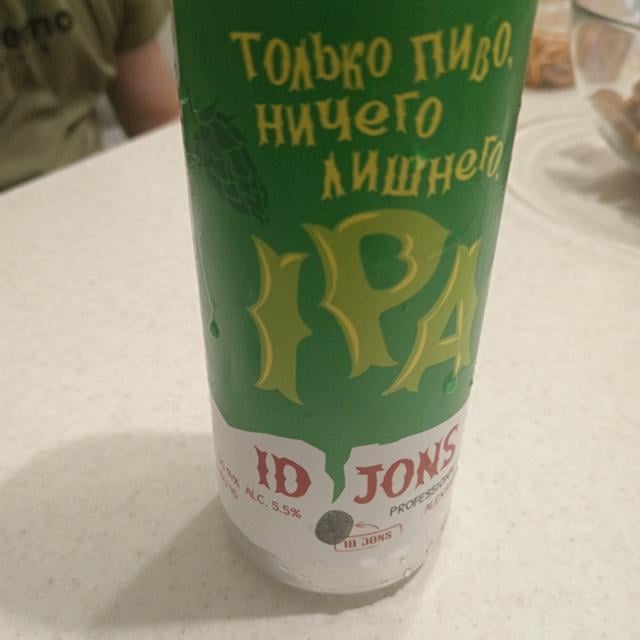 ТОЛЬКО ПИВО,
НИЧЕГО
ЛИШНЕГО.
IPA
ID JONS
ALC. 5.5%
PROFESSIONAL
ID JONS